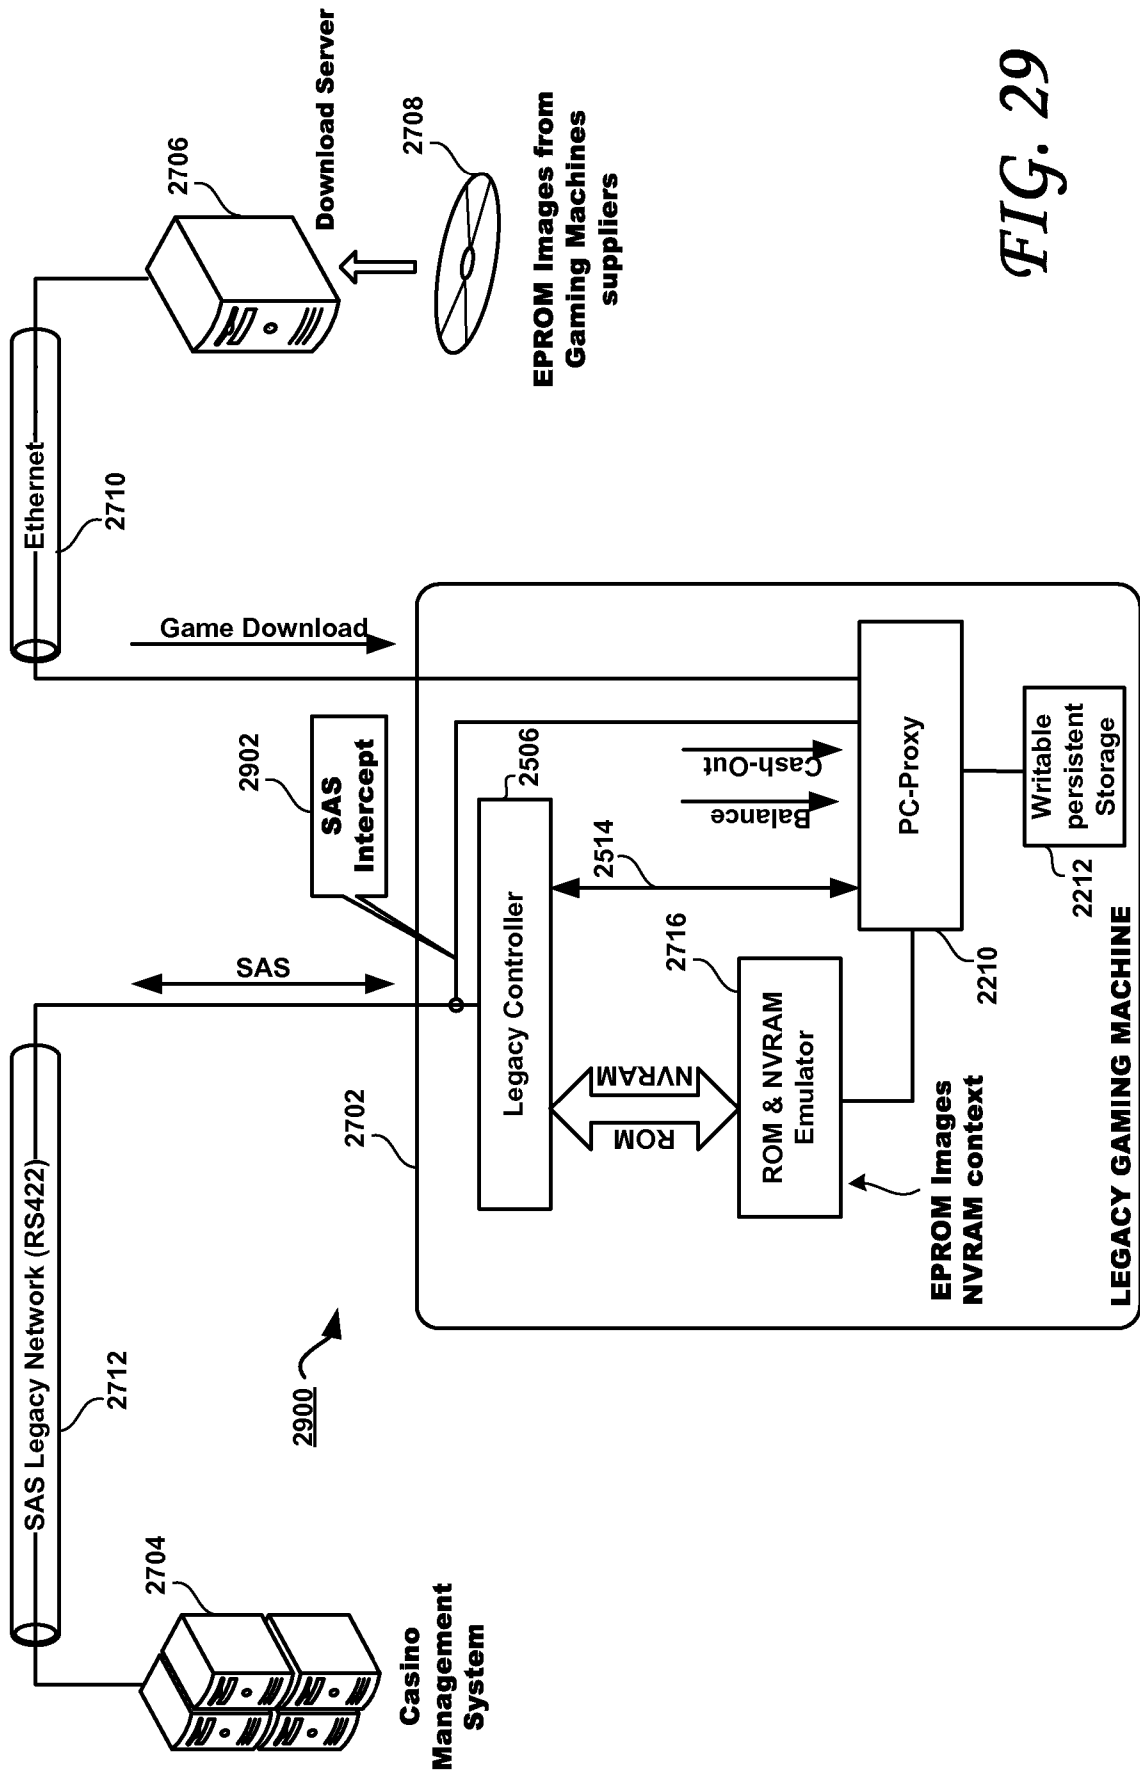 SAS Legacy Network (RS422)
2712
Ethernet
2710
2704
Casino
Management
System
2900
SAS
2902
SAS
Intercept
Game Download
2706
Download Server
2708
EPROM Images from
Gaming Machines
suppliers
2702
Legacy Controller
2506
ROM
NVRAM
2514
Balance
Cash-Out
2716
ROM & NVRAM
Emulator
EPROM Images
NVRAM context
PC-Proxy
2210
Writable
persistent
Storage
2212
LEGACY GAMING MACHINE
FIG. 29